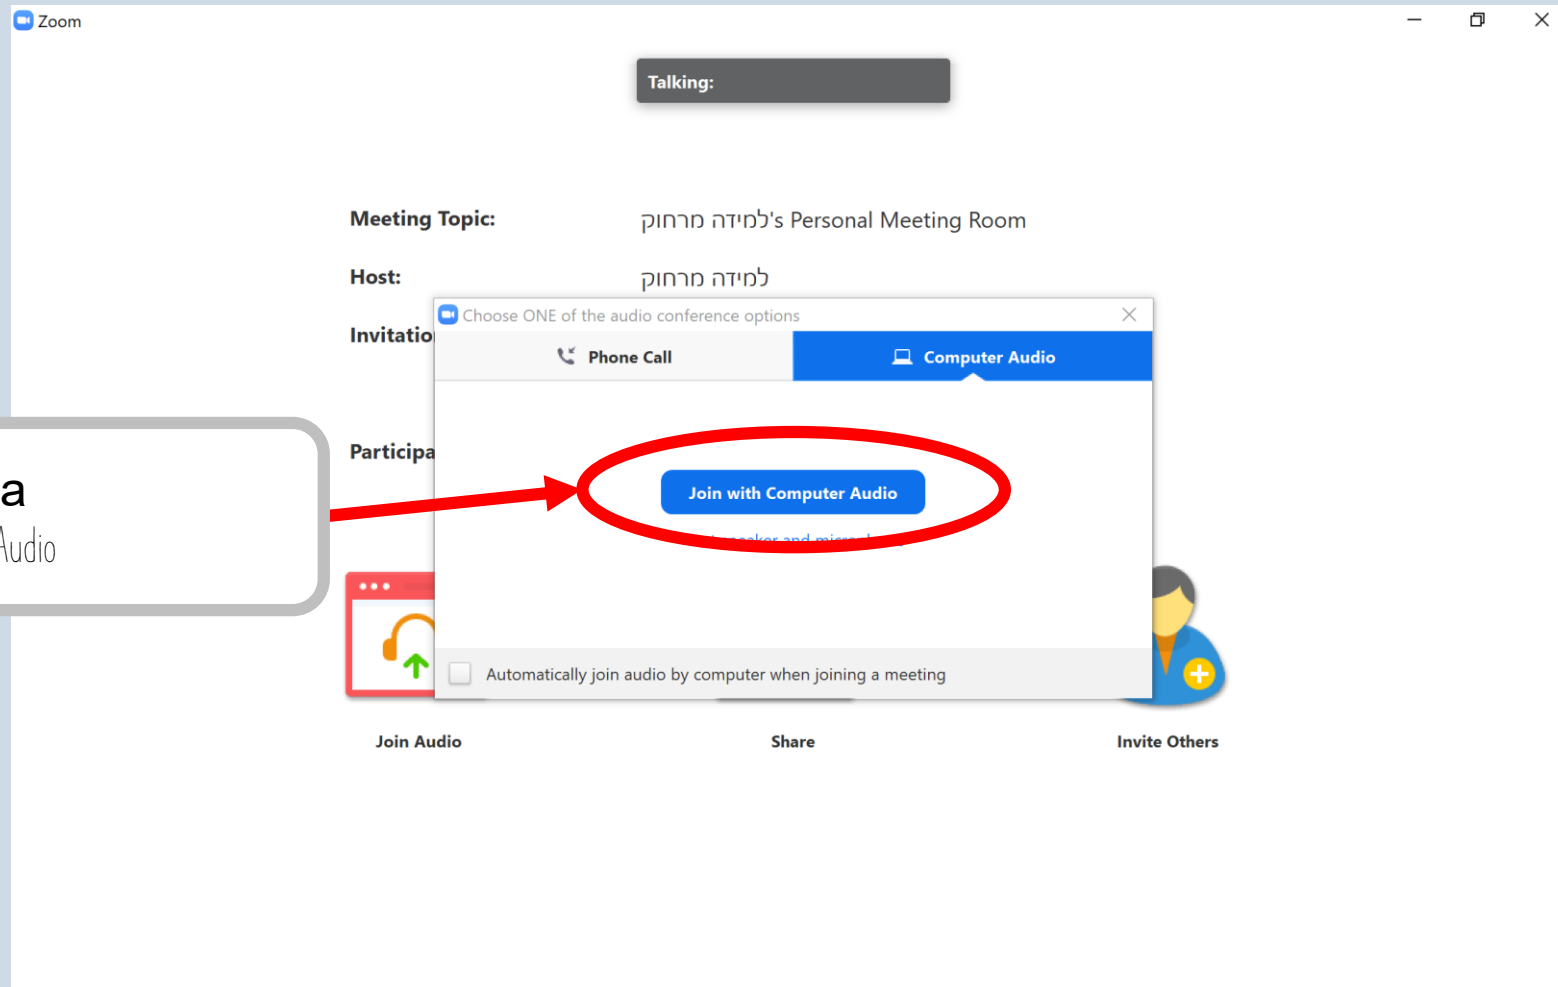 Zoom
Talking:
Meeting Topic:
למידה מרחוק's Personal Meeting Room
Host:
למידה מרחוק
Choose ONE of the audio conference options
Phone Call
Computer Audio
a
Audio
Join with Computer Audio
and
Automatically join audio by computer when joining a meeting
Join Audio
Share
Invite Others